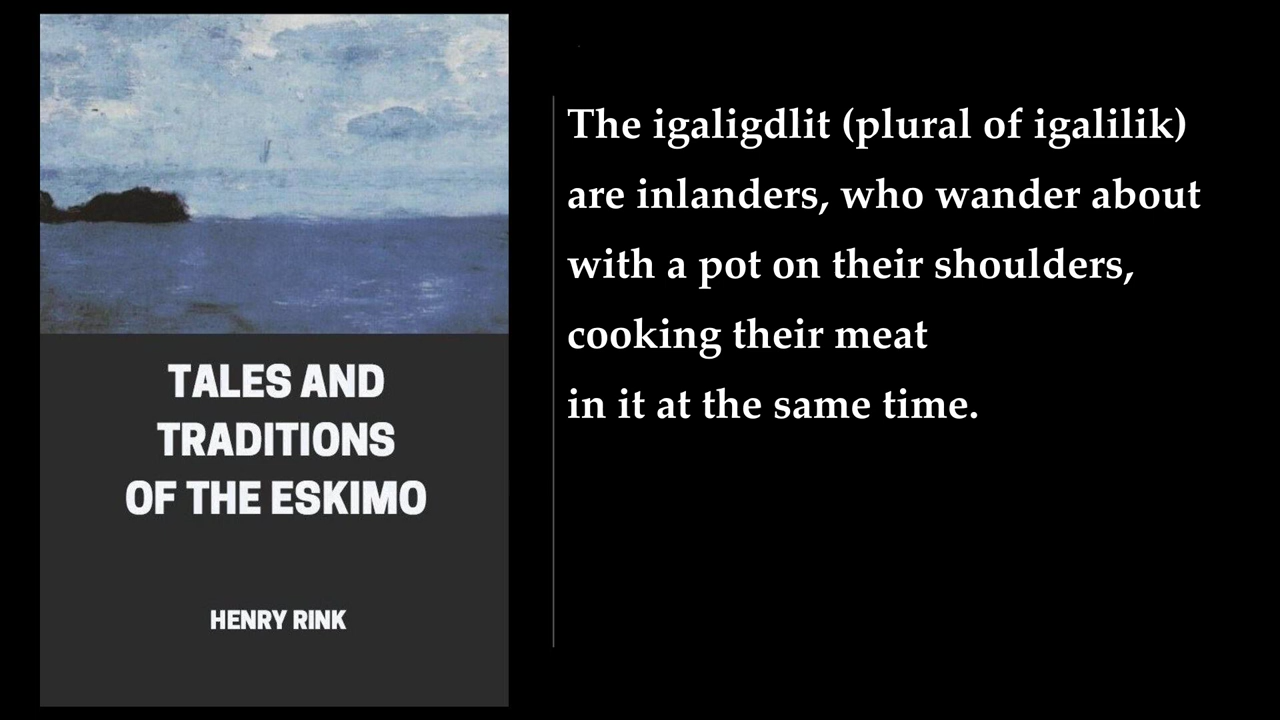 TALES AND
TRADITIONS
OF THE ESKIMO
HENRY RINK
The igaligdlit (plural of igalilik)
are inlanders, who wander about
with a pot on their shoulders,
cooking their meat
in it at the same time.